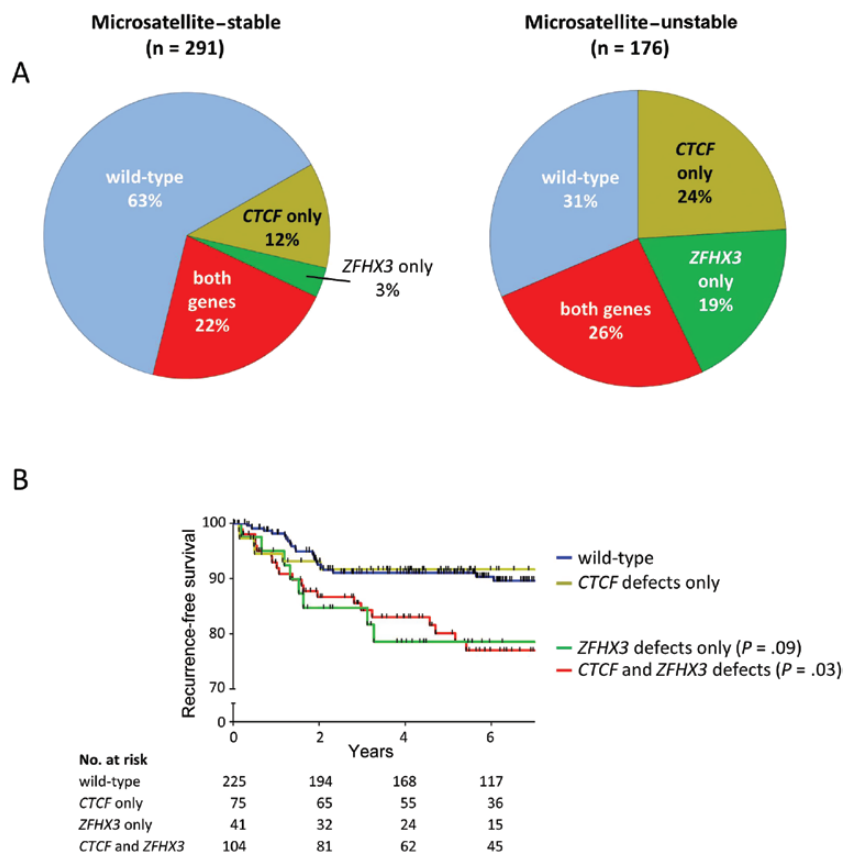 Microsatellite–stable
(n = 291)
Microsatellite–unstable
(n = 176)
A
wild-type
63%
CTCF only
12%
ZFHX3 only
3%
both
genes
22%
wild-type
31%
CTCF
only
24%
ZFHX3
only
19%
both genes
26%
B
Recurrence-free survival
100
90
80
70
0
0 2 4 6
Years
wild-type
CTCF defects only
ZFHX3 defects only (P = .09)
CTCF and ZFHX3 defects (P = .03)
No. at risk
wild-type 225 194 168 117
CTCF only 75 65 55 36
ZFHX3 only 41 32 24 15
CTCF and ZFHX3 104 81 62 45